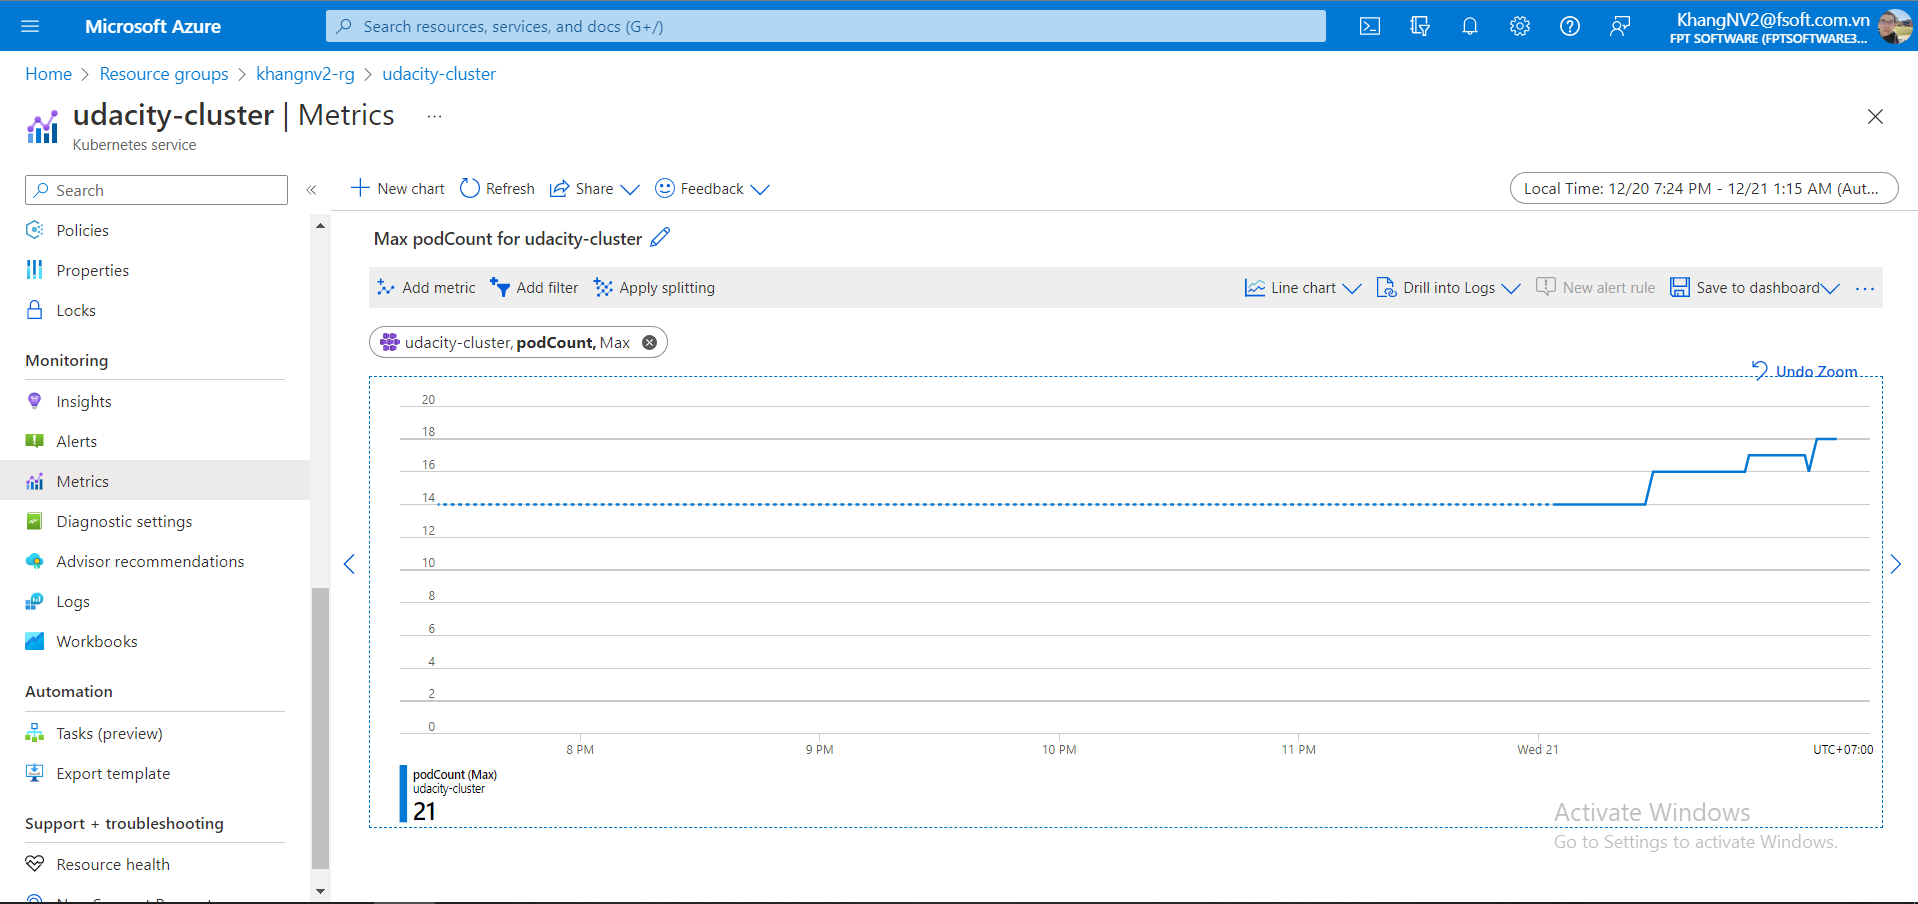 Microsoft Azure
Search resources, services, and docs (G+/)
KhangNV2@fsoft.com.vn
FPT SOFTWARE (FPTSOFTWARE3...
Home > Resource groups > khangnv2-rg > udacity-cluster
udacity-cluster | Metrics ...
Kubernetes service
Search
«
New chart
Refresh
Share
Feedback
Local Time: 12/20 7:24 PM - 12/21 1:15 AM (Aut...
Policies
Properties
Locks
Monitoring
Insights
Alerts
Metrics
Diagnostic settings
Advisor recommendations
Logs
Workbooks
Automation
Tasks (preview)
Export template
Support + troubleshooting
Resource health
Max podCount for udacity-cluster
Add metric
Add filter
Apply splitting
Line chart
Drill into Logs
New alert rule
Save to dashboard
...
udacity-cluster, podCount, Max
Undo Zoom
20
18
16
14
12
10
8
6
4
2
0
8 PM
9 PM
10 PM
11 PM
Wed 21
UTC+07:00
podCount (Max)
udacity-cluster
21
Activate Windows
Go to Settings to activate Windows.